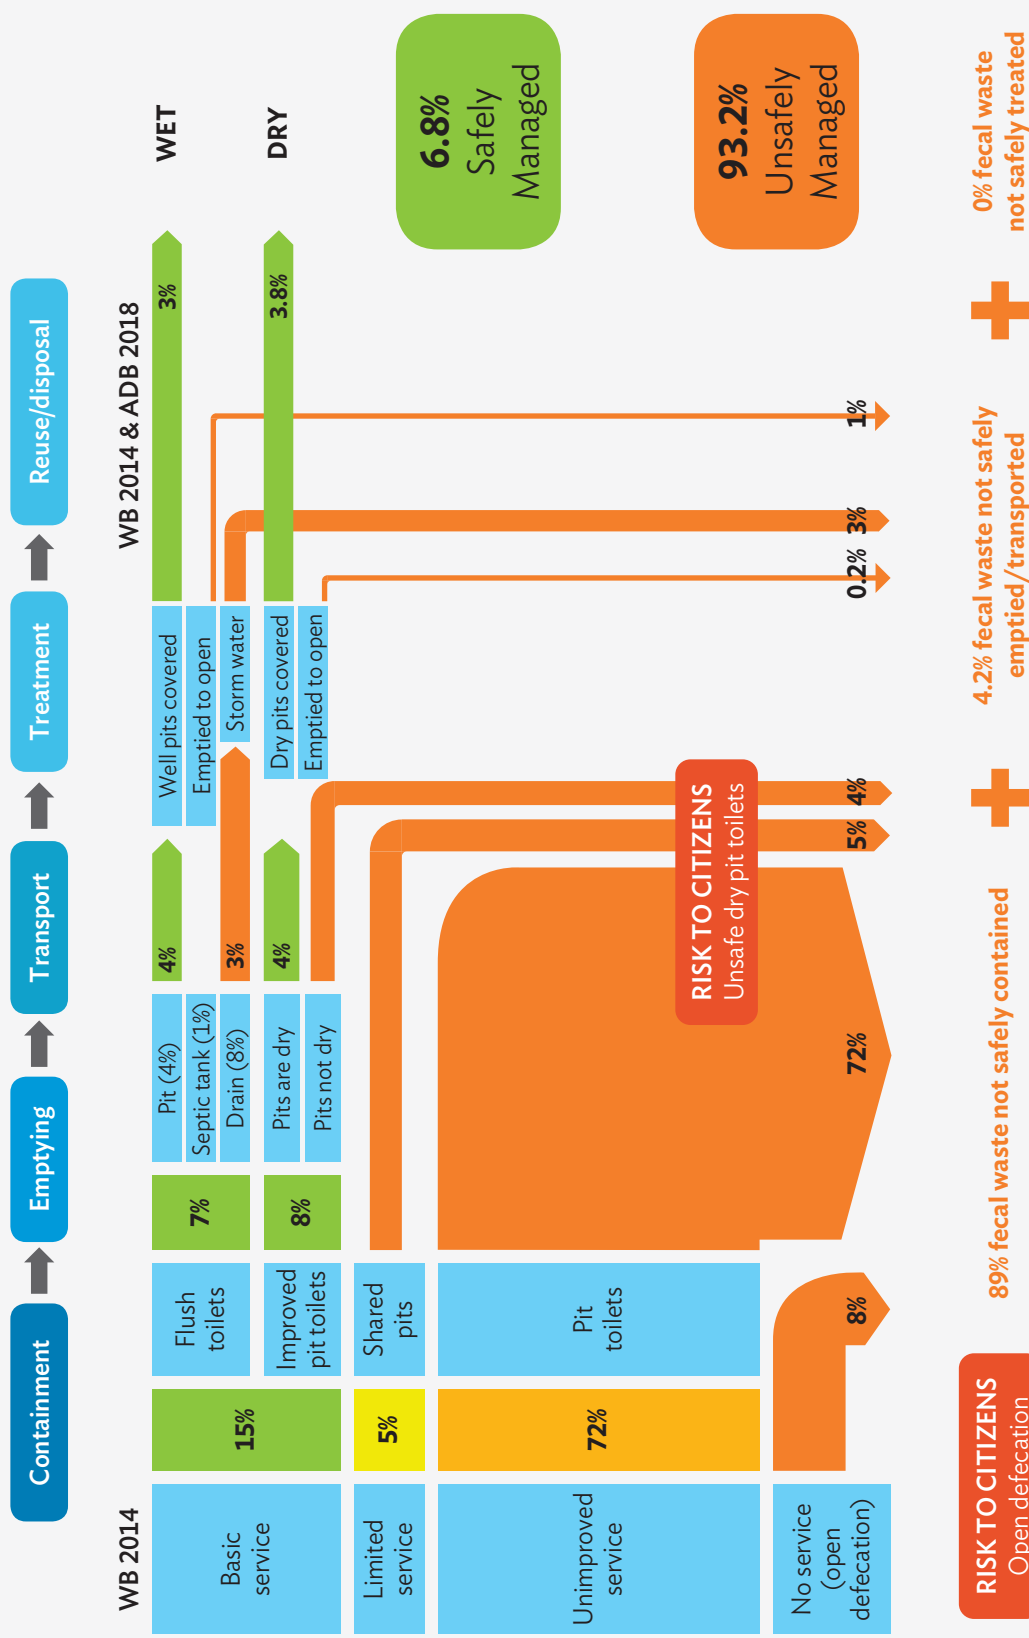 Containment
Emptying
Transport
Treatment
Reuse/disposal
WB 2014
WB 2014 & ADB 2018
Basic
service
15%
Flush
toilets
7%
Pit (4%)
Septic tank (1%)
Drain (8%)
4%
3%
Well pits covered
Emptied to open
Storm water
3%
WET
Improved
pit toilets
8%
Pits are dry
Pits not dry
4%
Dry pits covered
Emptied to open
3.8%
DRY
Limited
service
5%
Shared
pits
Unimproved
service
72%
Pit
toilets
No service
(open
defecation)
8%
72%
5%
4%
0.2%
3%
1%
RISK TO CITIZENS
Unsafe dry pit toilets
6.8%
Safely
Managed
93.2%
Unsafely
Managed
RISK TO CITIZENS
Open defecation
89% fecal waste not safely contained
4.2% fecal waste not safely
emptied/transported
0% fecal waste
not safely treated